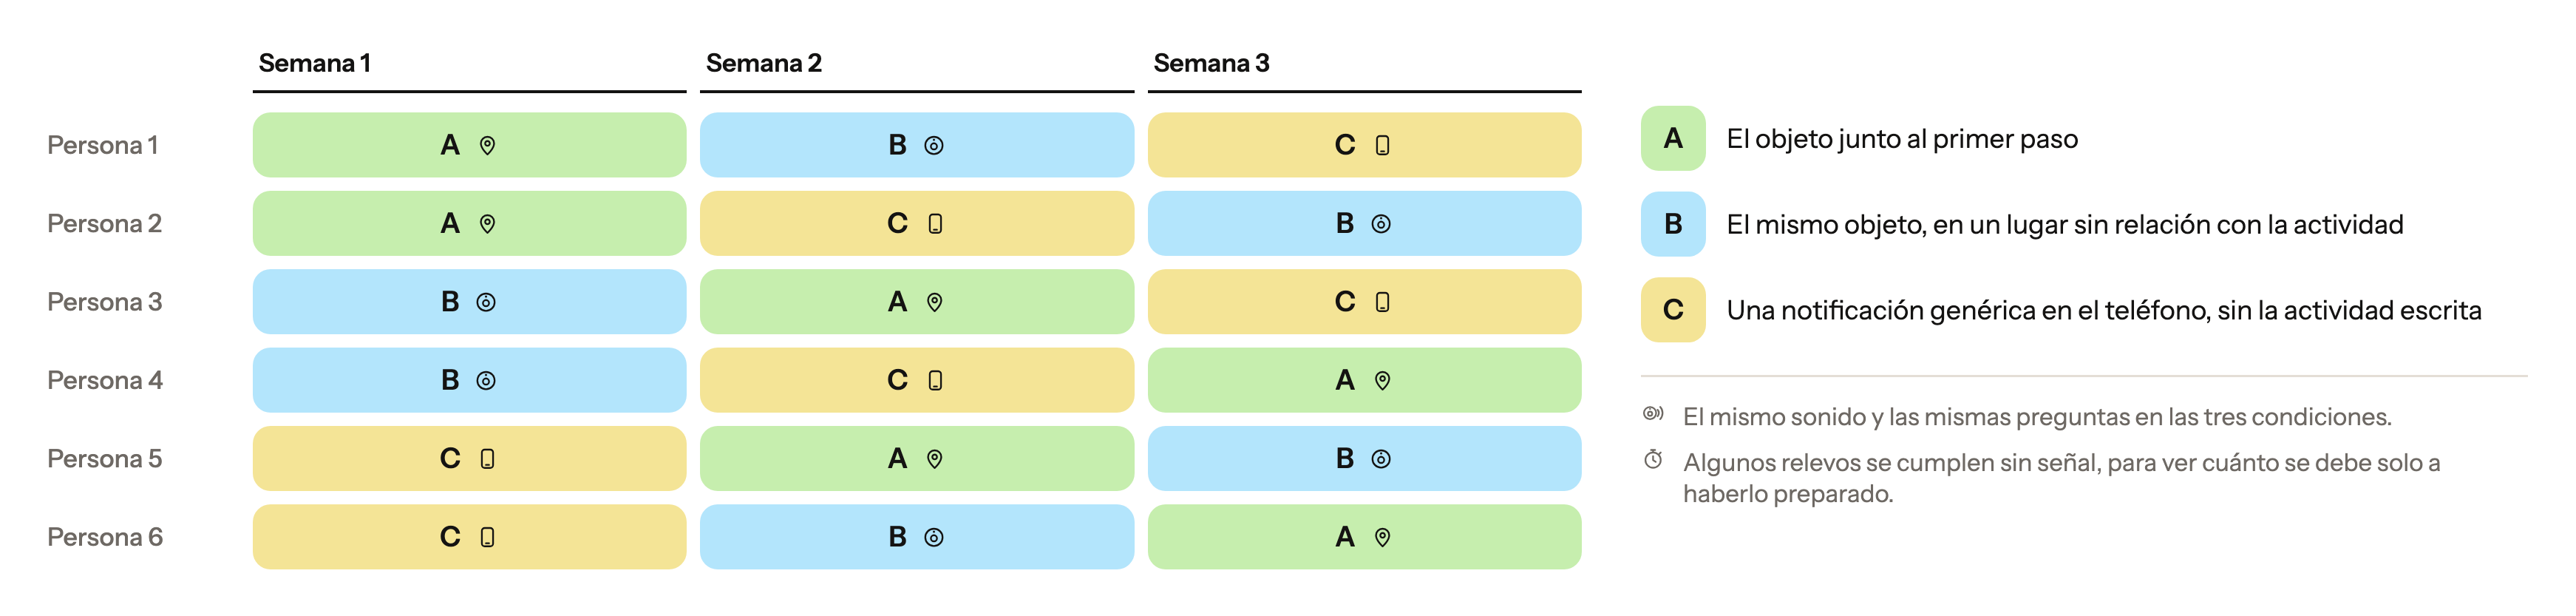 Semana 1 Semana 2 Semana 3
Persona 1 A B C
Persona 2 A C B
Persona 3 B A C
Persona 4 B C A
Persona 5 C A B
Persona 6 C B A
A El objeto junto al primer paso
B El mismo objeto, en un lugar sin relación con la actividad
C Una notificación genérica en el teléfono, sin la actividad escrita
El mismo sonido y las mismas preguntas en las tres condiciones.
Algunos relevos se cumplen sin señal, para ver cuánto se debe solo a
haberlo preparado.